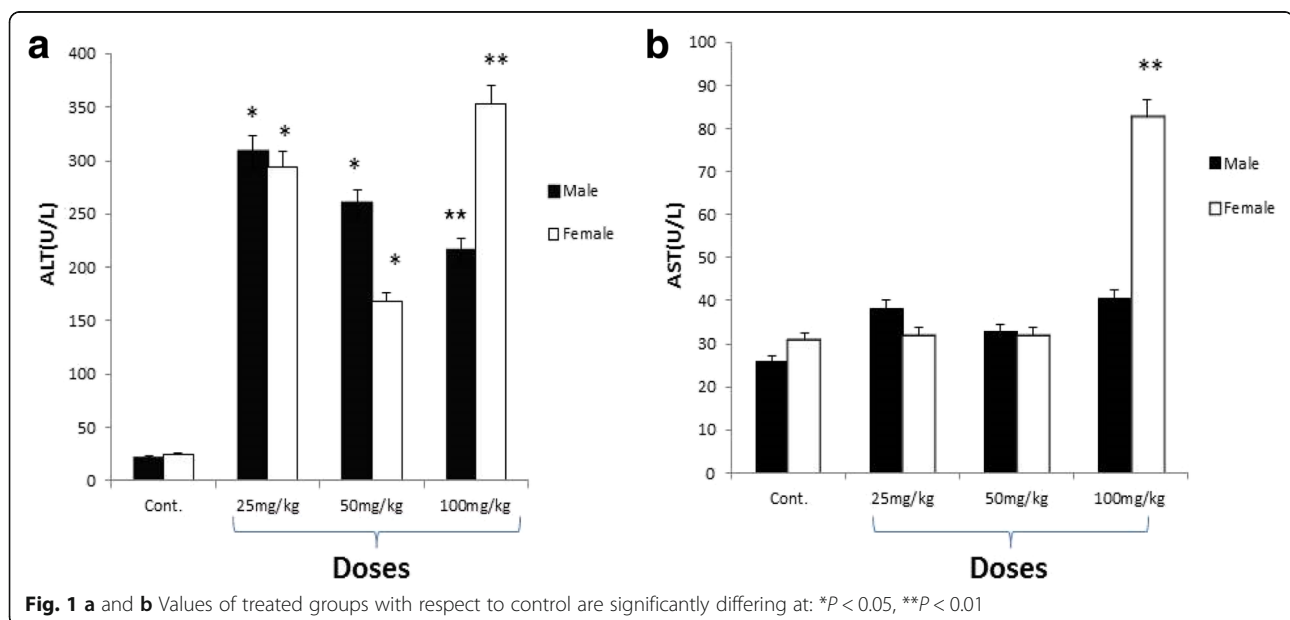 a
400
350
300
250
200
150
100
50
0
ALT(U/L)
*
*
*
*
**
**
Male
Female
Cont.
25mg/kg
50mg/kg
100mg/kg
Doses
b
100
90
80
70
60
50
40
30
20
10
0
AST(U/L)
**
Male
Female
Cont.
25mg/kg
50mg/kg
100mg/kg
Doses
Fig. 1 a and b Values of treated groups with respect to control are significantly differing at: *P < 0.05, **P < 0.01